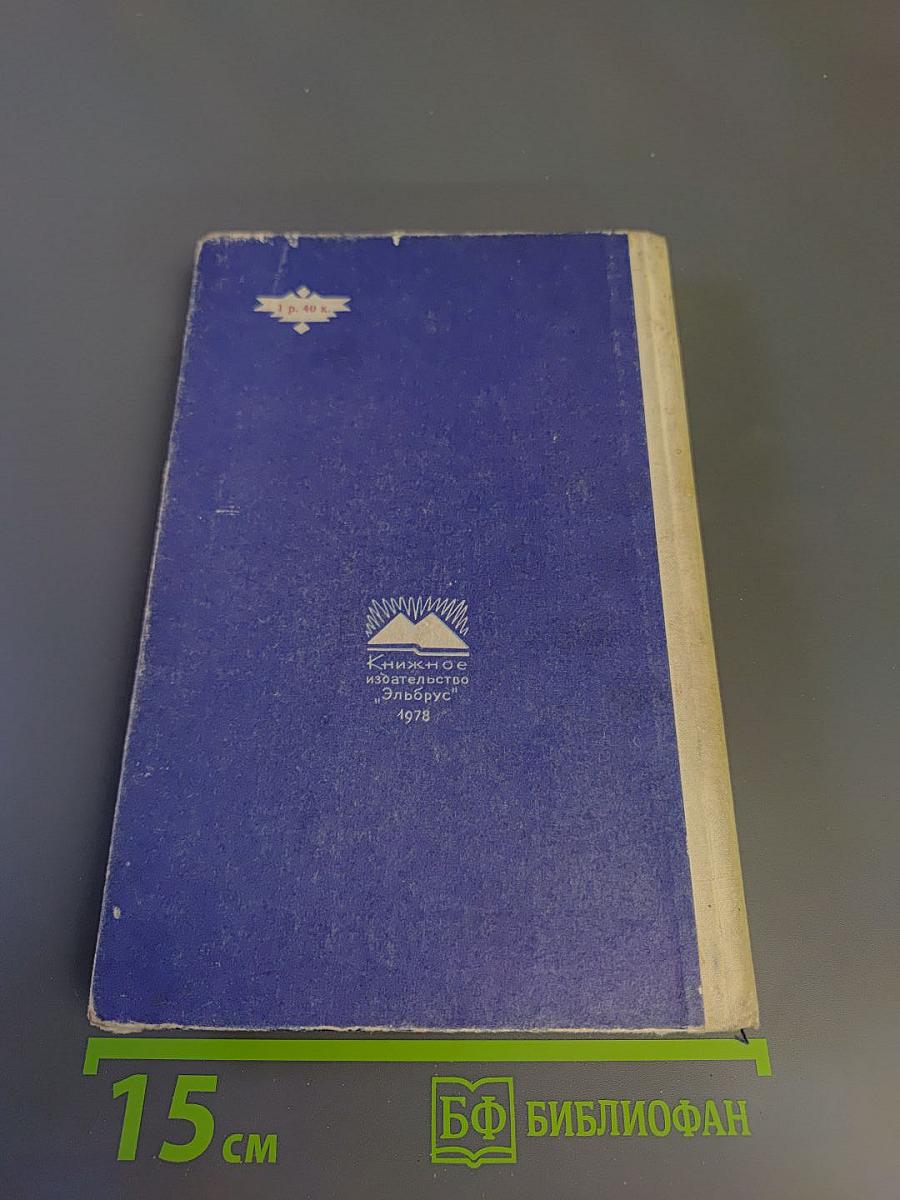 1 р. 40 к.
Книжное
издательство
„Эльбрус"
1978
15 см
БФ БИБЛИОФАН